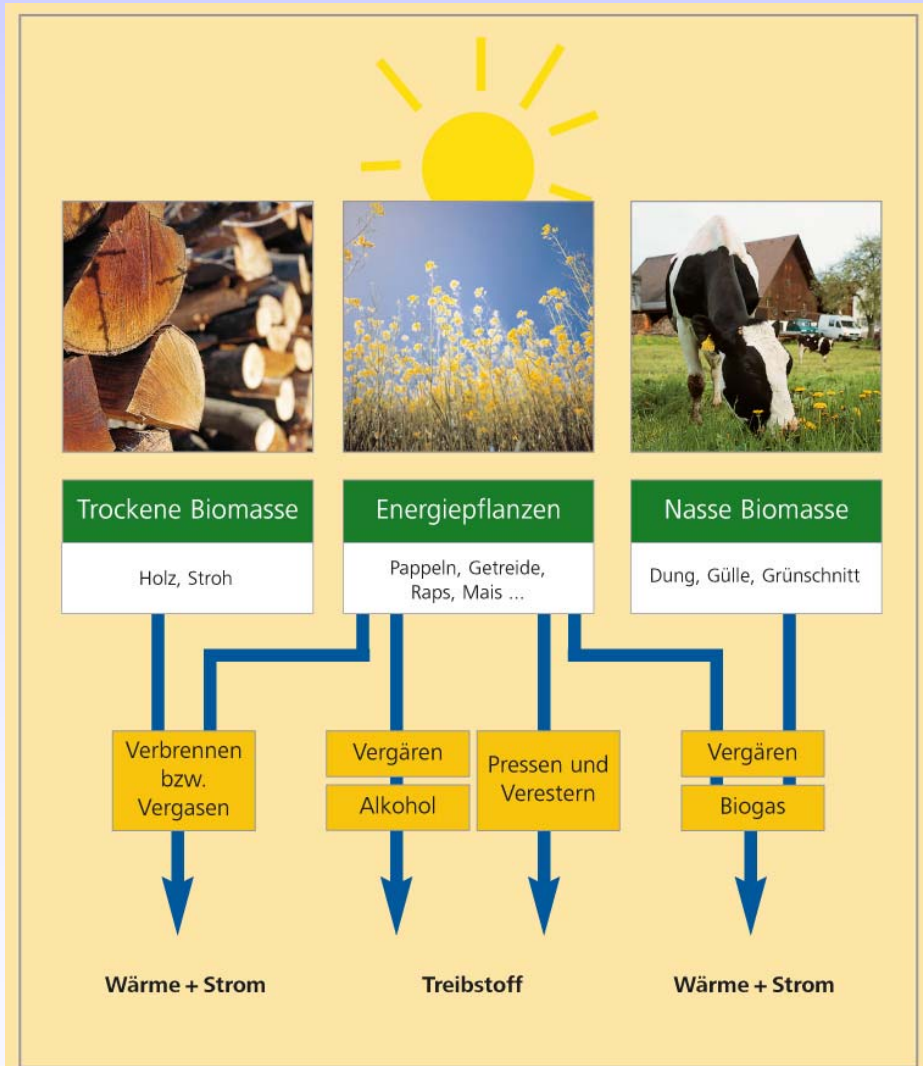 Trockene Biomasse
Holz, Stroh
Energiepflanzen
Pappeln, Getreide,
Raps, Mais ...
Nasse Biomasse
Dung, Gülle, Grünschnitt
Verbrennen
bzw.
Vergasen
Vergären
Alkohol
Pressen und
Verestern
Vergären
Biogas
Wärme + Strom
Treibstoff
Wärme + Strom